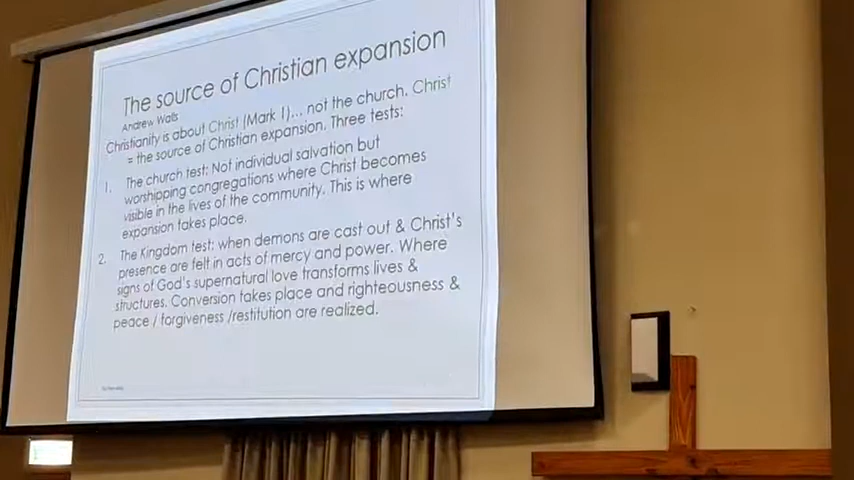 The source of Christian expansion
Andrew Walls
Christianity is about Christ (Mark 1)... not the church. Christ
= the source of Christian expansion. Three tests:
1. The church test: Not individual salvation but
worshipping congregations where Christ becomes
visible in the lives of the community. This is where
expansion takes place.
2. The Kingdom test: when demons are cast out & Christ's
presence are felt in acts of mercy and power. Where
signs of God's supernatural love transforms lives &
structures. Conversion takes place and righteousness &
peace / forgiveness /restitution are realized.